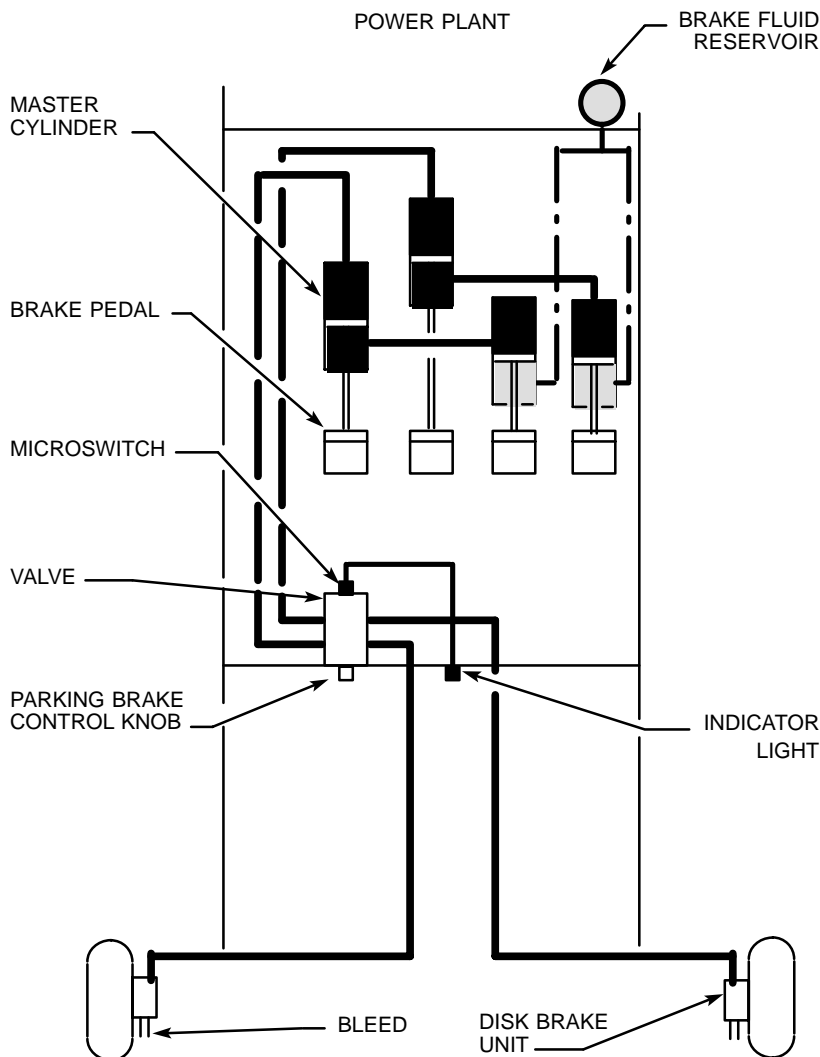 POWER PLANT
BRAKE FLUID
RESERVOIR
MASTER
CYLINDER
BRAKE PEDAL
MICROSWITCH
VALVE
PARKING BRAKE
CONTROL KNOB
INDICATOR
LIGHT
BLEED
DISK BRAKE
UNIT